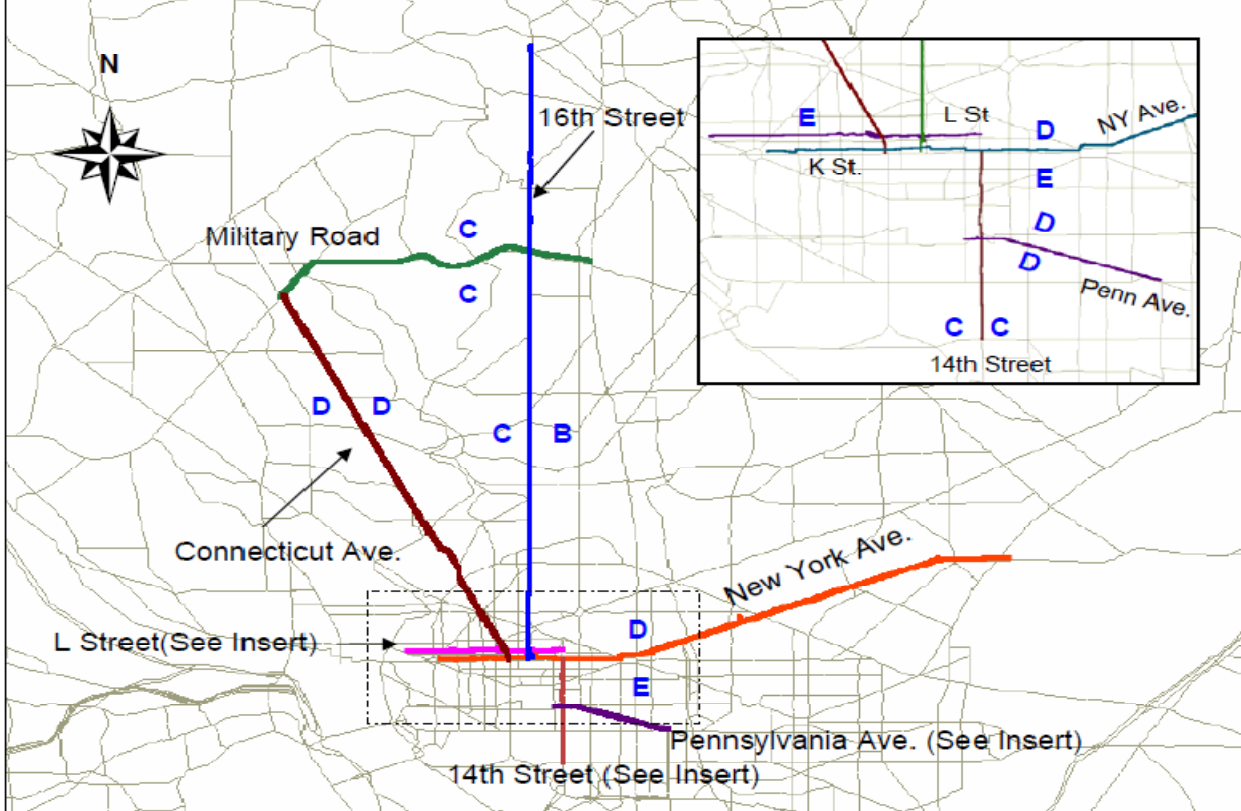 N
16th Street
Military Road
C
C
D D
C B
Connecticut Ave.
New York Ave.
L Street(See Insert)
D
E
Pennsylvania Ave. (See Insert)
14th Street (See Insert)
E
L St
D
NY Ave.
K St.
E
D
D
Penn Ave.
C C
14th Street